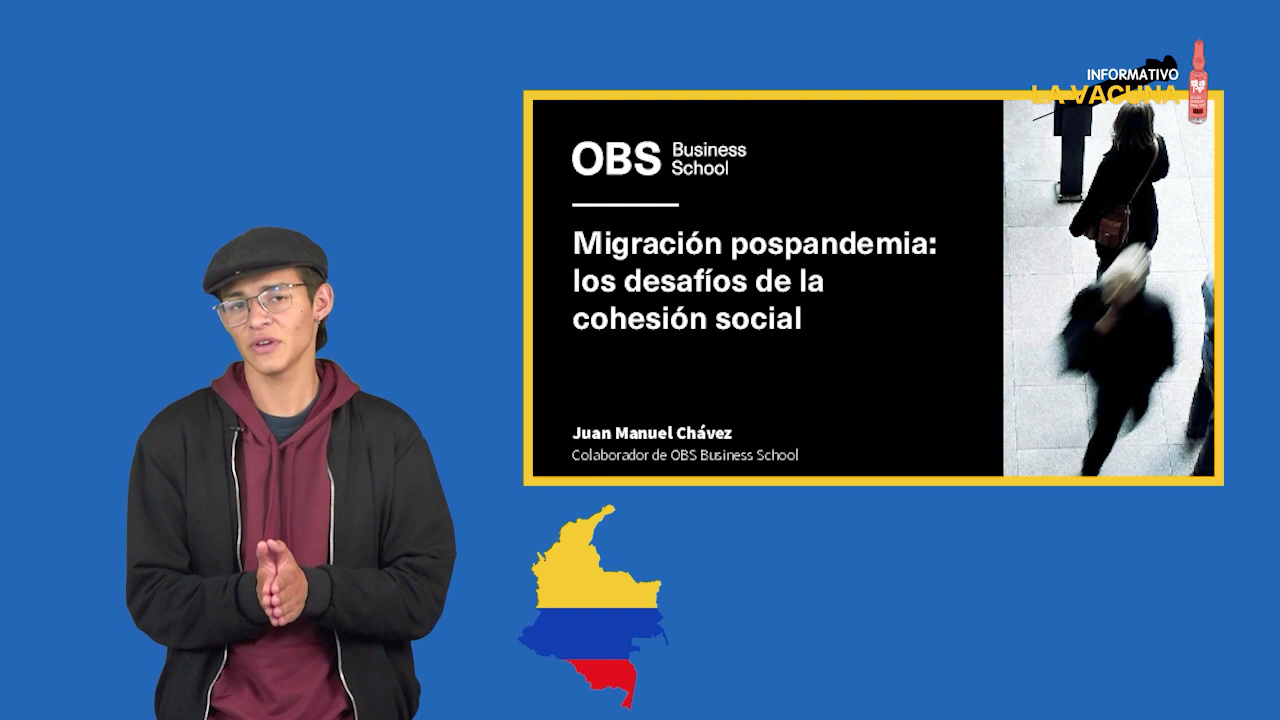 INFORMATIVO
LA VACUNA
OBS Business School
Migración pospandemia:
los desafíos de la
cohesión social
Juan Manuel Chávez
Colaborador de OBS Business School